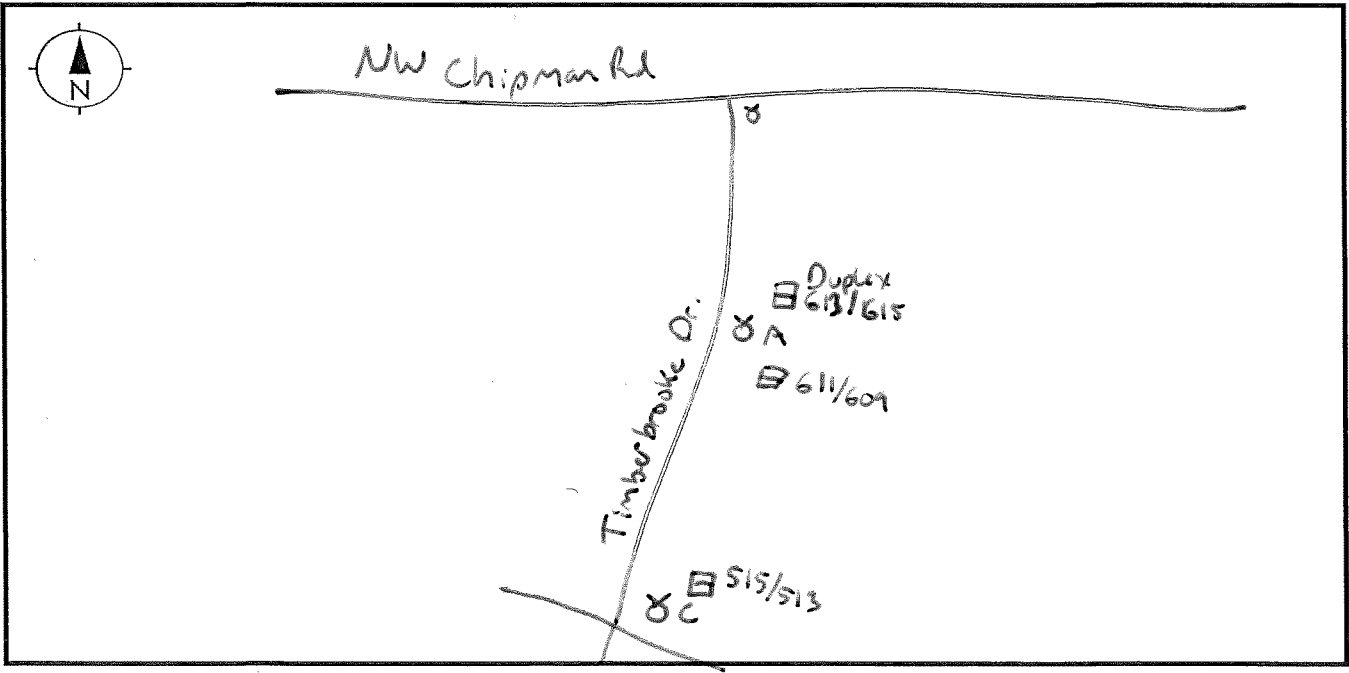 N
NW Chipman Rd
Duplex
613/615
Timberbrooke Dr.
A
611/609
515/513
C